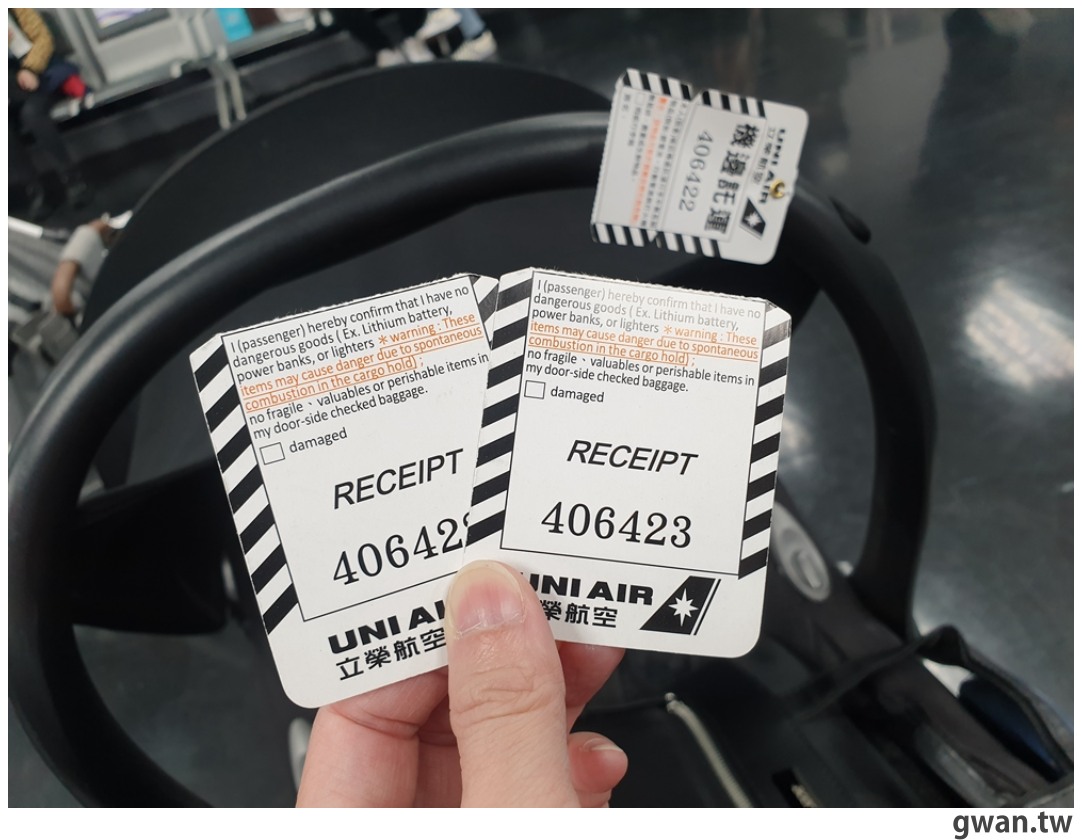 I (passenger) hereby confirm that I have no
dangerous goods ( Ex. Lithium battery,
power banks, or lighters ＊warning : These
items may cause danger due to spontaneous
combustion in the cargo hold) ;
no fragile、valuables or perishable items in
my door-side checked baggage.
damaged
RECEIPT
40642
UNI AI
立榮航空
I (passenger) hereby confirm that I have no
dangerous goods ( Ex. Lithium battery,
power banks, or lighters ＊warning : These
items may cause danger due to spontaneous
combustion in the cargo hold) ;
no fragile、valuables or perishable items in
my door-side checked baggage.
damaged
RECEIPT
406423
UNI AIR
榮航空
UNI AIR
立榮航空
機邊託運
406422
gwan.tw